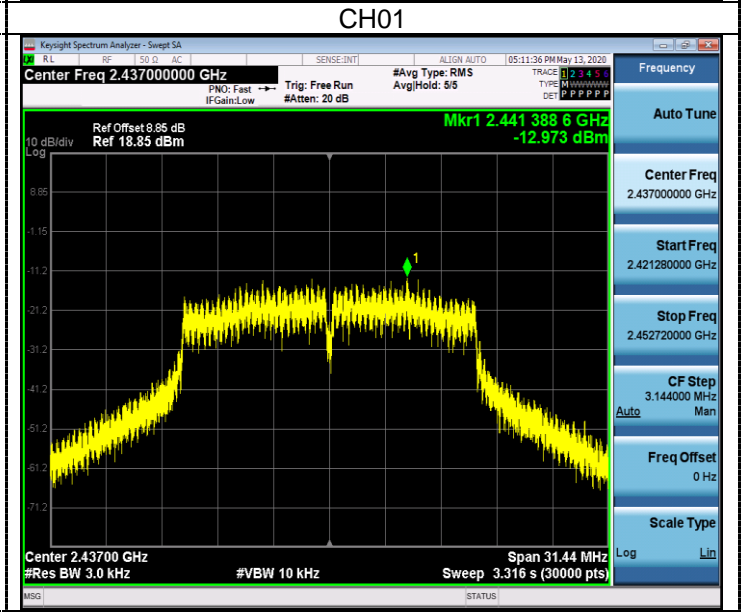 CH01
Keysight Spectrum Analyzer - Swept SA
RL RF 50 Ω AC SENSE:INT ALIGN AUTO 05:11:36 PM May 13, 2020
Center Freq 2.437000000 GHz
PNO: Fast
IFGain:Low
Trig: Free Run
#Atten: 20 dB
#Avg Type: RMS
Avg|Hold: 5/5
TRACE 1 2 3 4 5 6
TYPE M W W W W W
DET P P P P P P
Ref Offset 8.85 dB
10 dB/div Ref 18.85 dBm
Log
Mkr1 2.441 388 6 GHz
-12.973 dBm
8.85
-1.15
-11.2
-21.2
-31.2
-41.2
-51.2
-61.2
-71.2
1
Center 2.43700 GHz
Span 31.44 MHz
#Res BW 3.0 kHz
#VBW 10 kHz
Sweep 3.316 s (30000 pts)
MSG
STATUS
Frequency
Auto Tune
Center Freq
2.437000000 GHz
Start Freq
2.421280000 GHz
Stop Freq
2.452720000 GHz
CF Step
3.144000 MHz
Auto Man
Freq Offset
0 Hz
Scale Type
Log Lin